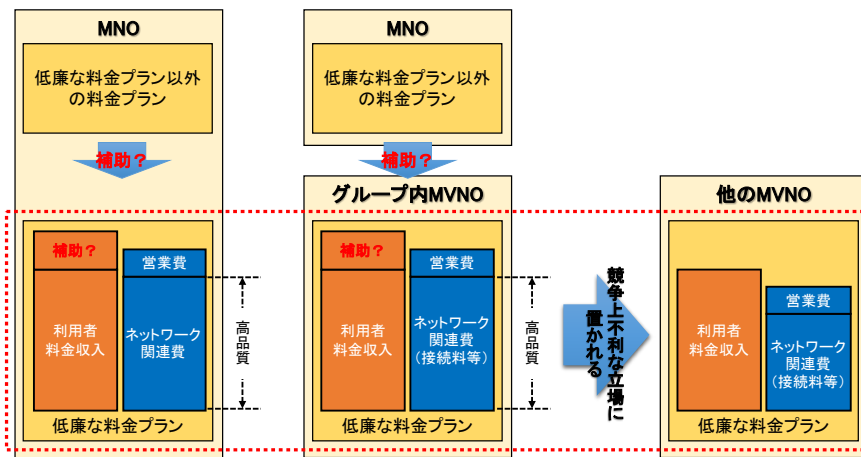 MNO
低廉な料金プラン以外
の料金プラン
補助？
補助？
利用者
料金収入
営業費
ネットワーク
関連費
高品質
低廉な料金プラン
MNO
低廉な料金プラン以外
の料金プラン
補助？
グループ内MVNO
補助？
利用者
料金収入
営業費
ネットワーク
関連費
(接続料等)
高品質
低廉な料金プラン
競争上不利な立場に
置かれる
他のMVNO
利用者
料金収入
営業費
ネットワーク
関連費
(接続料等)
低廉な料金プラン